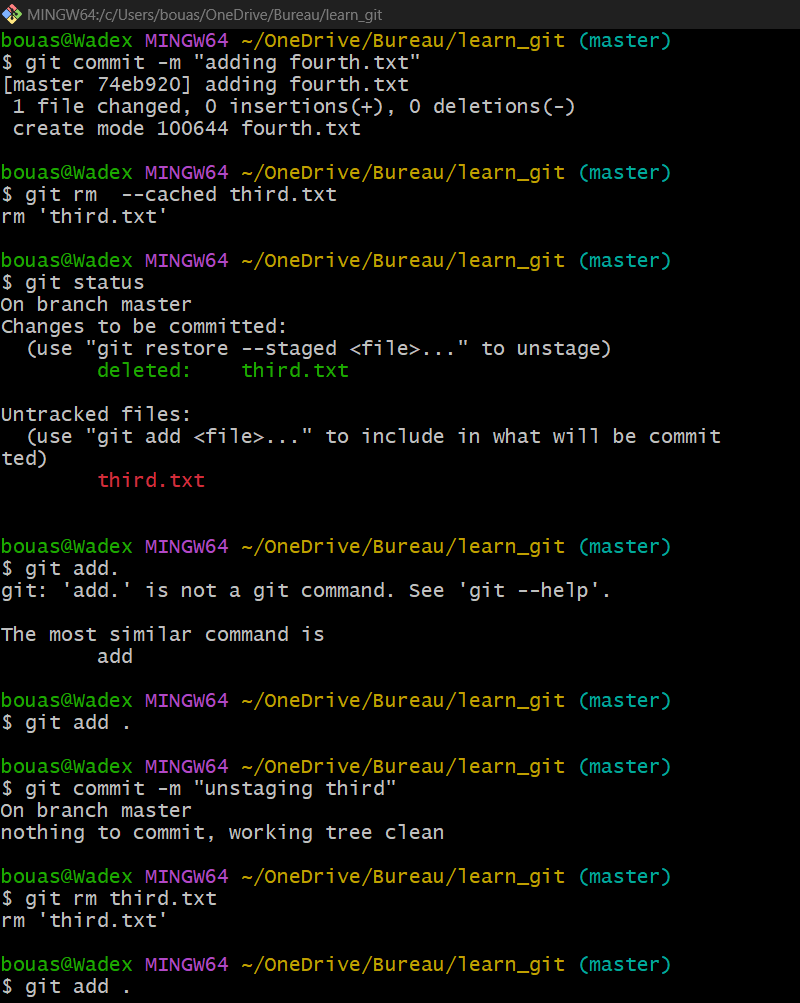 MINGW64:/c/Users/bouas/OneDrive/Bureau/learn_git
bouas@Wadex MINGW64 ~/OneDrive/Bureau/learn_git (master)
$ git commit -m "adding fourth.txt"
[master 74eb920] adding fourth.txt
 1 file changed, 0 insertions(+), 0 deletions(-)
 create mode 100644 fourth.txt

bouas@Wadex MINGW64 ~/OneDrive/Bureau/learn_git (master)
$ git rm  --cached third.txt
rm 'third.txt'

bouas@Wadex MINGW64 ~/OneDrive/Bureau/learn_git (master)
$ git status
On branch master
Changes to be committed:
  (use "git restore --staged <file>..." to unstage)
        deleted:    third.txt

Untracked files:
  (use "git add <file>..." to include in what will be commit
ted)
        third.txt


bouas@Wadex MINGW64 ~/OneDrive/Bureau/learn_git (master)
$ git add.
git: 'add.' is not a git command. See 'git --help'.

The most similar command is
        add

bouas@Wadex MINGW64 ~/OneDrive/Bureau/learn_git (master)
$ git add .

bouas@Wadex MINGW64 ~/OneDrive/Bureau/learn_git (master)
$ git commit -m "unstaging third"
On branch master
nothing to commit, working tree clean

bouas@Wadex MINGW64 ~/OneDrive/Bureau/learn_git (master)
$ git rm third.txt
rm 'third.txt'

bouas@Wadex MINGW64 ~/OneDrive/Bureau/learn_git (master)
$ git add .